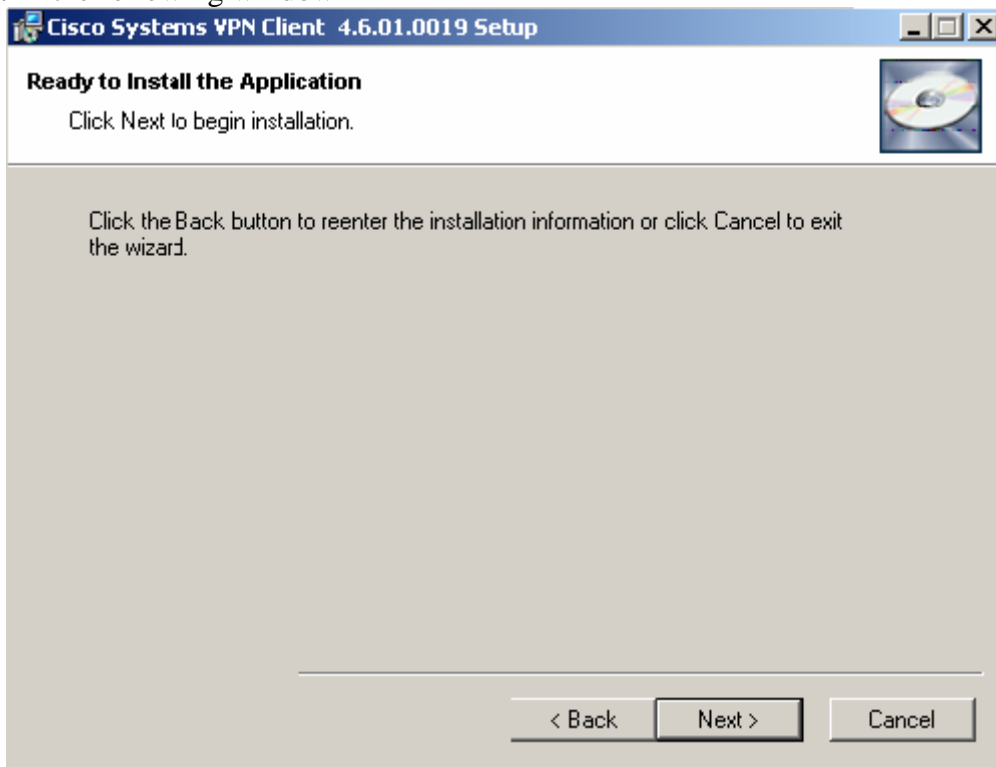 Cisco Systems VPN Client 4.6.01.0019 Setup
Ready to Install the Application
Click Next to begin installation.
Click the Back button to reenter the installation information or click Cancel to exit
the wizard.
< Back Next > Cancel